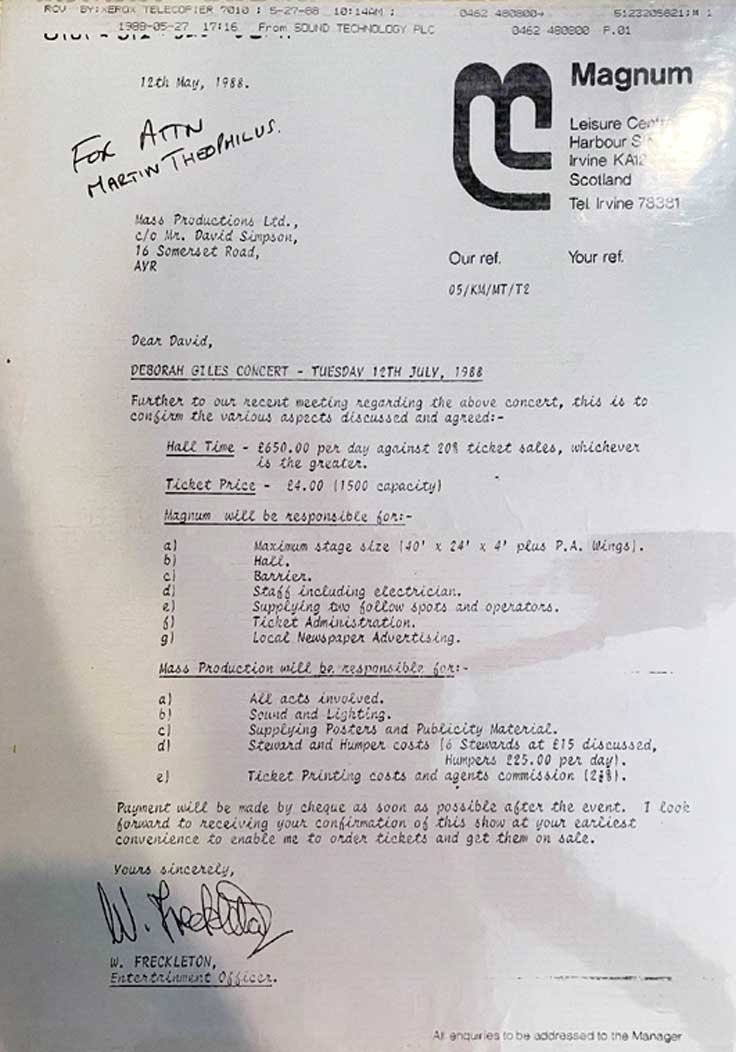 RCV BY:XEROX TELECOPIER 7010 ; 5-27-88 10:14AM ; 0462 480800→ 5123205821;# 1
1988-05-27 17:16 From SOUND TECHNOLOGY PLC 0462 480800 P.01
12th May, 1988.
FOR ATTN
MARTIN THEOPHILUS.
Magnum
Leisure
Harbour
Irvine KA12
Scotland
Tel. Irvine 78381
Mass Productions Ltd.,
c/o Mr. David Simpson,
16 Somerset Road,
AYR
Our ref. Your ref.
05/KM/MT/T2
Dear David,
DEBORAH GILES CONCERT - TUESDAY 12TH JULY, 1988
Further to our recent meeting regarding the above concert, this is to
confirm the various aspects discussed and agreed:-
Hall Time - £650.00 per day against 20% ticket sales, whichever
is the greater.
Ticket Price - £4.00 (1500 capacity)
Magnum will be responsible for:-
a) Maximum stage size (40' x 24' x 4' plus P.A. Wings).
b) Hall.
c) Barrier.
d) Staff including electrician.
e) Supplying two follow spots and operators.
f) Ticket Administration.
g) Local Newspaper Advertising.
Mass Production will be responsible for:-
a) All acts involved.
b) Sound and Lighting.
c) Supplying Posters and Publicity Material.
d) Steward and Humper costs (6 Stewards at £15 discussed,
Humpers £25.00 per day).
e) Ticket Printing costs and agents commission
Payment will be made by cheque as soon as possible after the event. I look
forward to receiving your confirmation of this show at your earliest
convenience to enable me to order tickets and get them on sale.
Yours sincerely,
W. Freckleton
W. FRECKLETON,
Entertainment Officer.
All enquiries to be addressed to the Manager